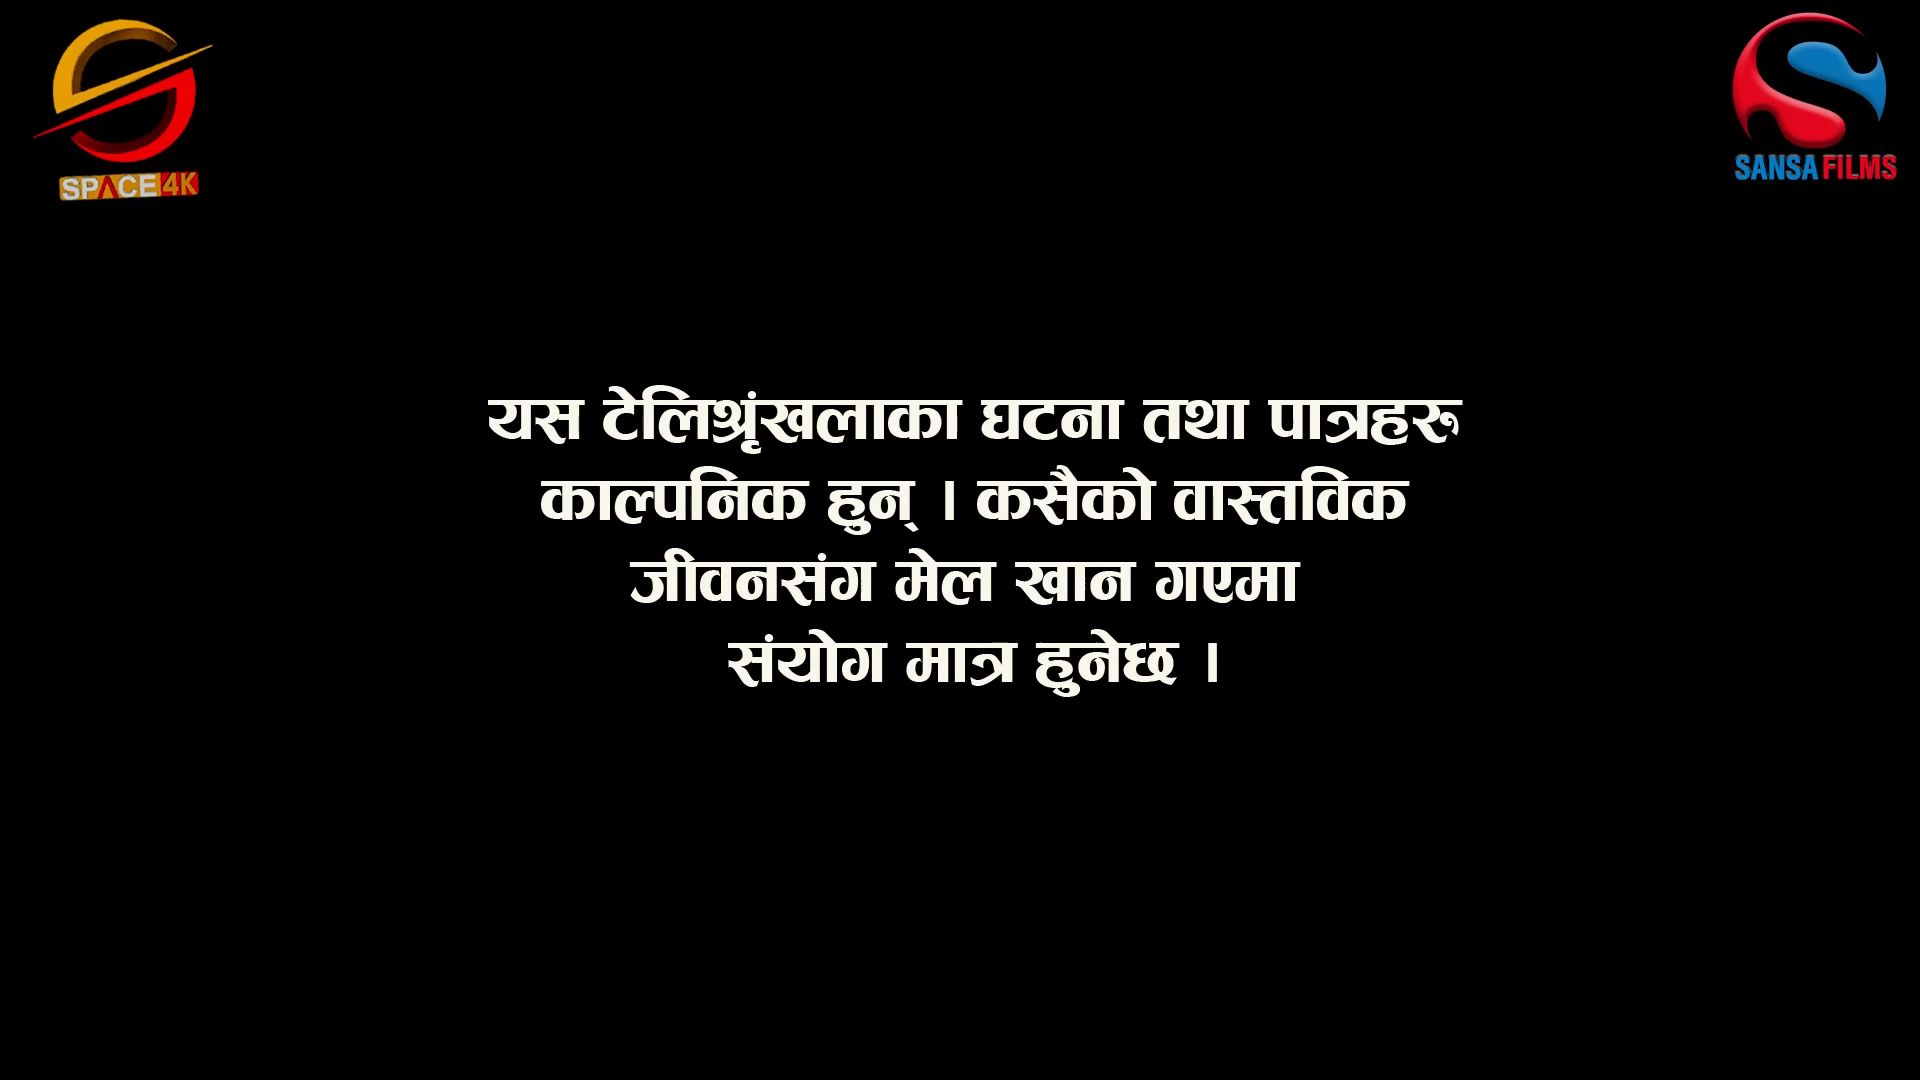 SPACE4K
SANSA FILMS
यस टेलिश्रृंखलाका घटना तथा पात्रहरु
काल्पनिक हुन् । कसैको वास्तविक
जीवनसंग मेल खान गएमा
संयोग मात्र हुनेछ ।